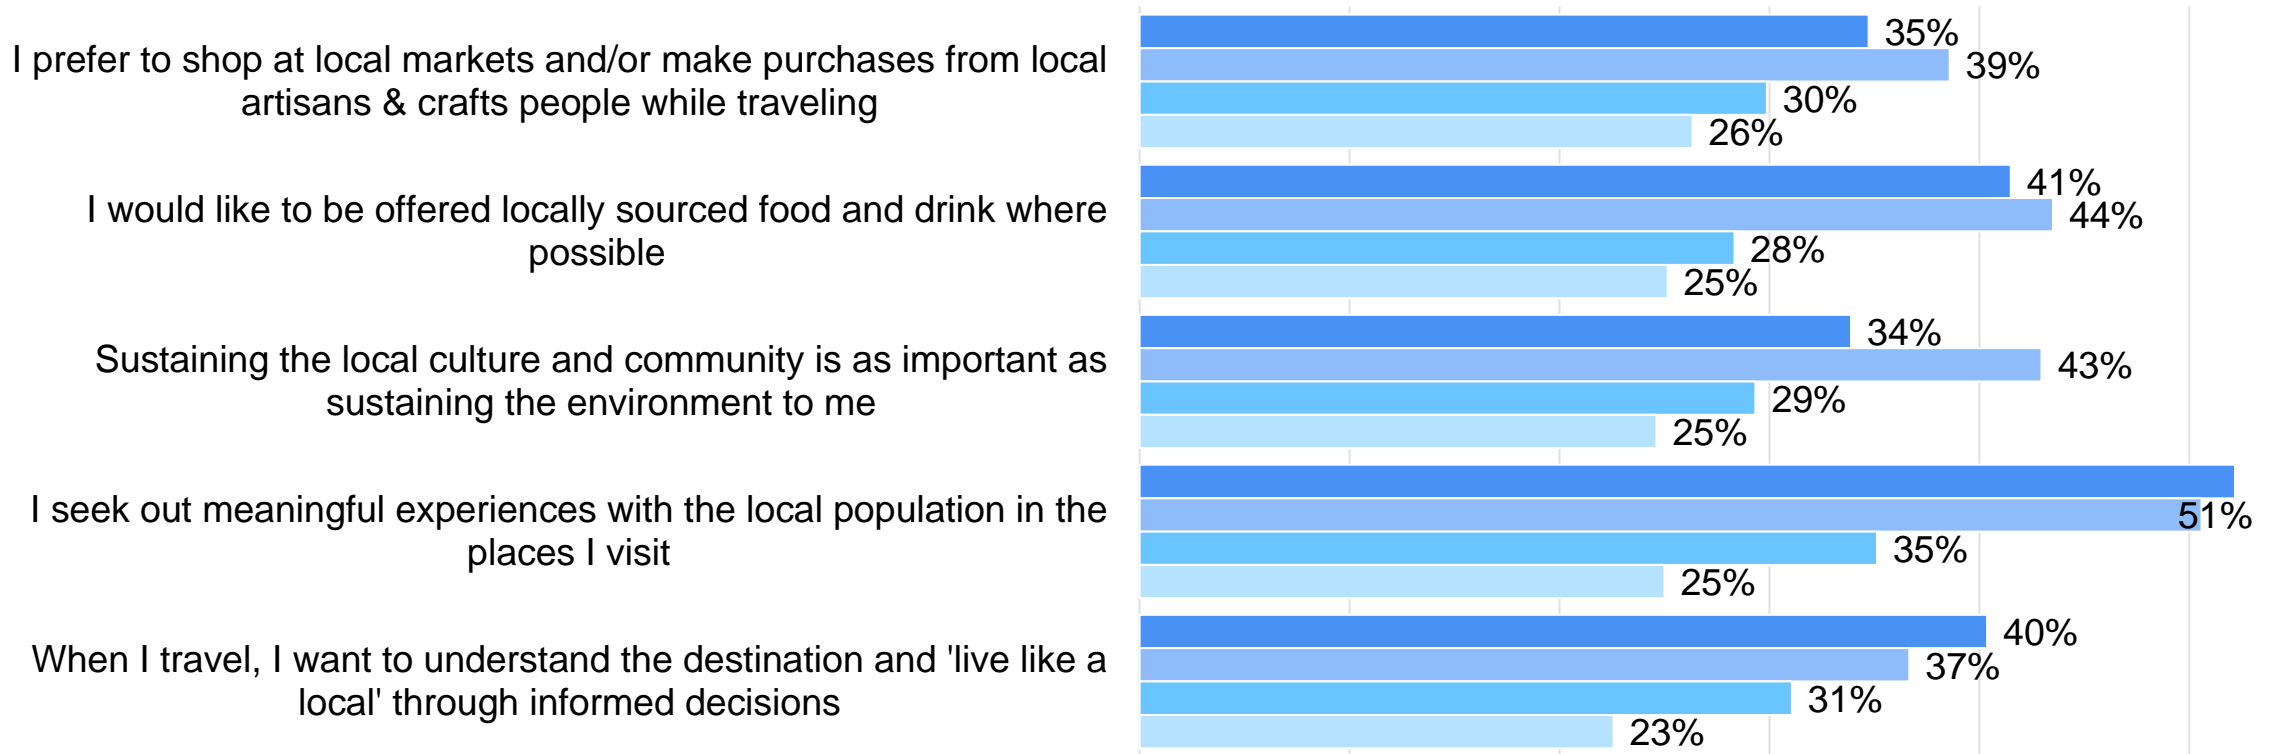 I prefer to shop at local markets and/or make purchases from local
artisans & crafts people while traveling
35%
39%
30%
26%
I would like to be offered locally sourced food and drink where
possible
41%
44%
28%
25%
Sustaining the local culture and community is as important as
sustaining the environment to me
34%
43%
29%
25%
I seek out meaningful experiences with the local population in the
places I visit
51%
35%
25%
When I travel, I want to understand the destination and 'live like a
local' through informed decisions
40%
37%
31%
23%